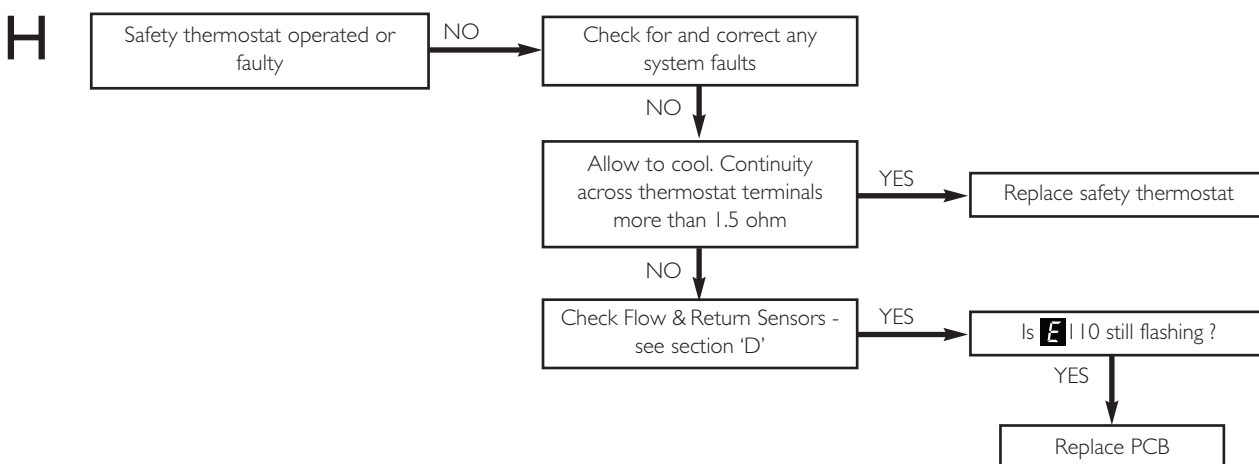 H
Safety thermostat operated or
faulty
NO
Check for and correct any
system faults
NO
Allow to cool. Continuity
across thermostat terminals
more than 1.5 ohm
YES
Replace safety thermostat
NO
Check Flow & Return Sensors -
see section ‘D’
YES
Is E 110 still flashing ?
YES
Replace PCB